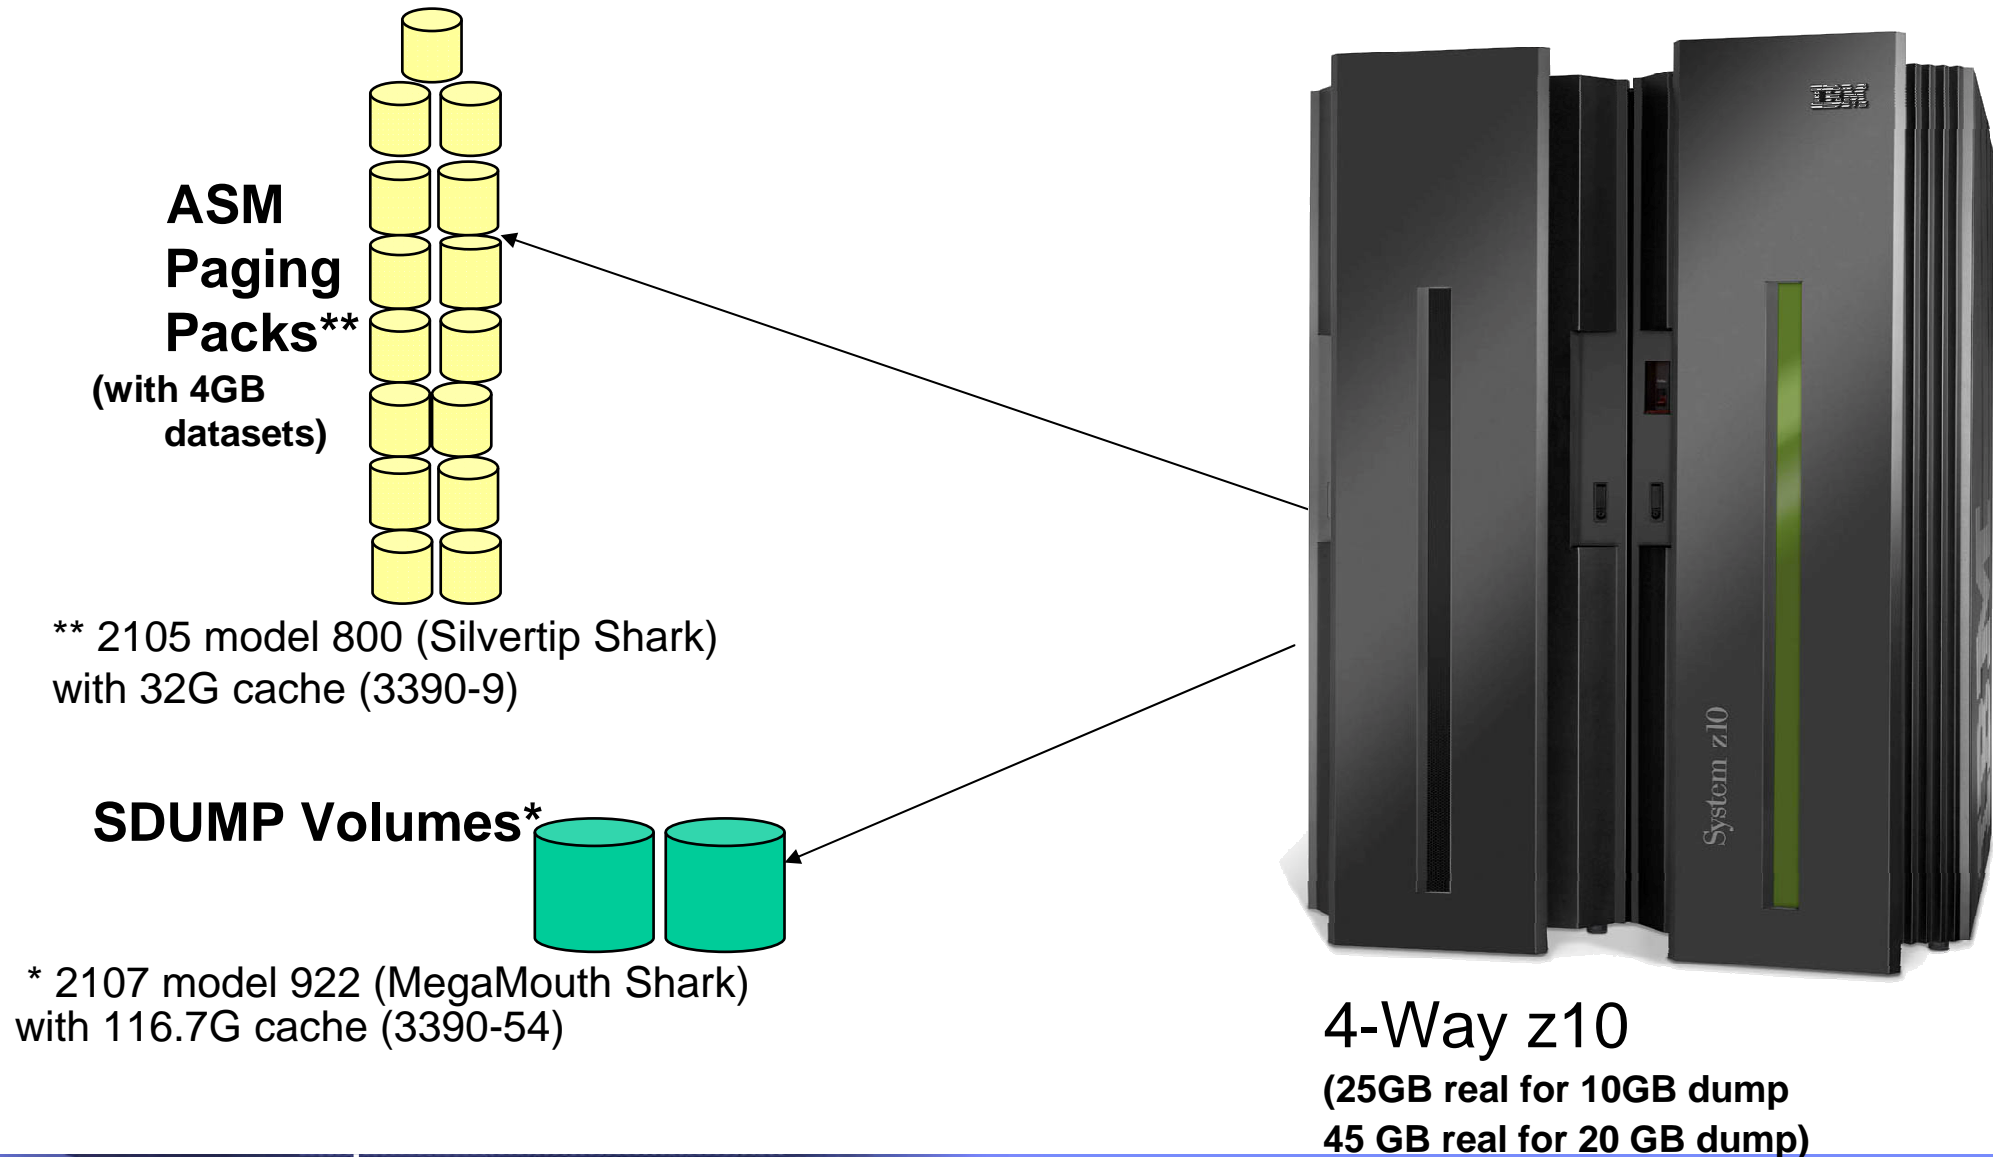 ASM
Paging
Packs**
(with 4GB
datasets)
** 2105 model 800 (Silvertip Shark)
with 32G cache (3390-9)
SDUMP Volumes*
* 2107 model 922 (MegaMouth Shark)
with 116.7G cache (3390-54)
IBM
System z10
4-Way z10
(25GB real for 10GB dump
45 GB real for 20 GB dump)